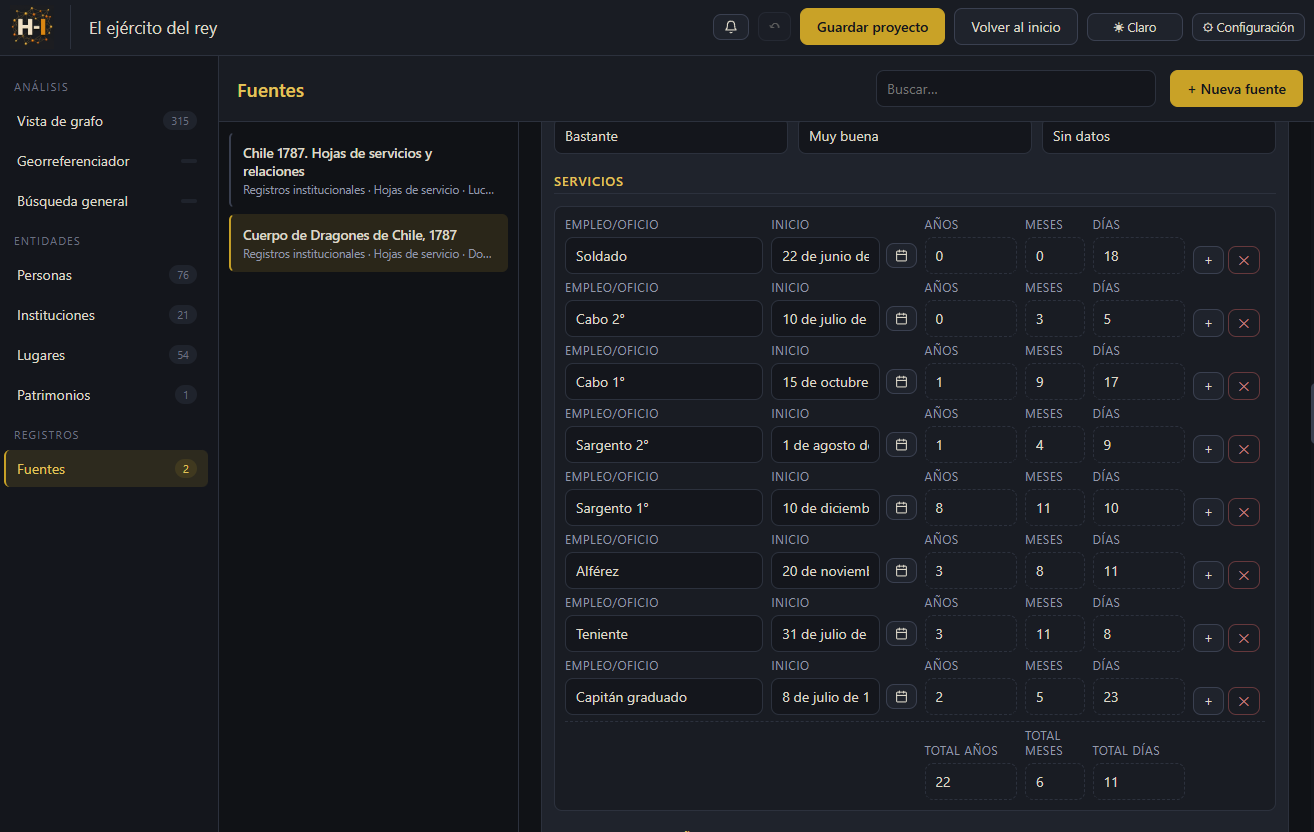 H-i
El ejército del rey
Guardar proyecto
Volver al inicio
☀ Claro
⚙ Configuración
ANÁLISIS
Vista de grafo 315
Georreferenciador
Búsqueda general
ENTIDADES
Personas 76
Instituciones 21
Lugares 54
Patrimonios 1
REGISTROS
Fuentes 2
Fuentes
Buscar...
+ Nueva fuente
Chile 1787. Hojas de servicios y
relaciones
Registros institucionales · Hojas de servicio · Luc...
Cuerpo de Dragones de Chile, 1787
Registros institucionales · Hojas de servicio · Do...
Bastante Muy buena Sin datos
SERVICIOS
EMPLEO/OFICIO INICIO AÑOS MESES DÍAS
Soldado 22 de junio de 0 0 18 + ×
EMPLEO/OFICIO INICIO AÑOS MESES DÍAS
Cabo 2° 10 de julio de 0 3 5 + ×
EMPLEO/OFICIO INICIO AÑOS MESES DÍAS
Cabo 1° 15 de octubre 1 9 17 + ×
EMPLEO/OFICIO INICIO AÑOS MESES DÍAS
Sargento 2° 1 de agosto d 1 4 9 + ×
EMPLEO/OFICIO INICIO AÑOS MESES DÍAS
Sargento 1° 10 de diciemb 8 11 10 + ×
EMPLEO/OFICIO INICIO AÑOS MESES DÍAS
Alférez 20 de noviem 3 8 11 + ×
EMPLEO/OFICIO INICIO AÑOS MESES DÍAS
Teniente 31 de julio de 3 11 8 + ×
EMPLEO/OFICIO INICIO AÑOS MESES DÍAS
Capitán graduado 8 de julio de 1 2 5 23 + ×
TOTAL AÑOS TOTAL MESES TOTAL DÍAS
22 6 11